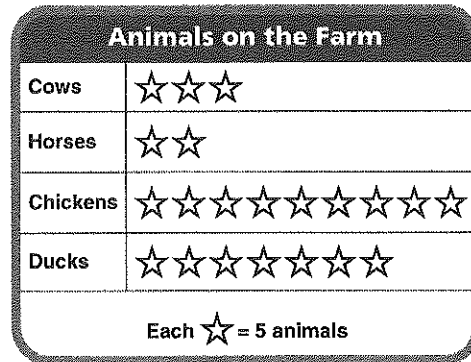 Animals on the Farm
Cows
Horses
Chickens
Ducks
Each ☆ = 5 animals